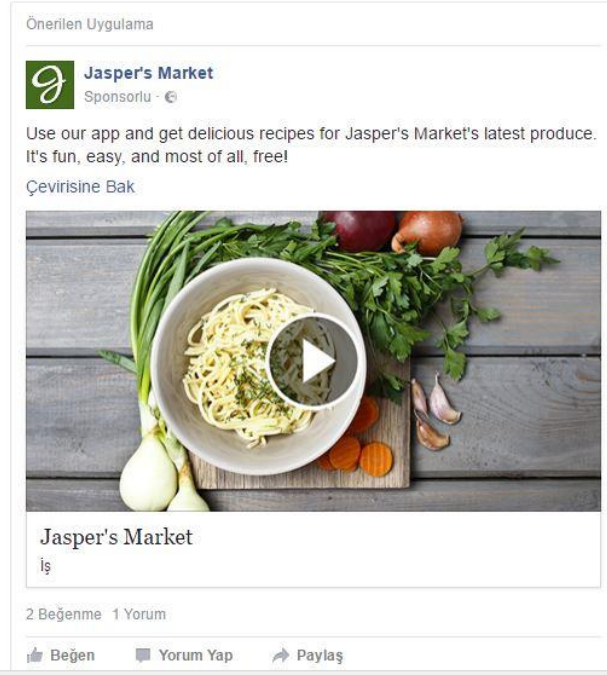 Önerilen Uygulama
Jasper's Market
Sponsorlu ·
Use our app and get delicious recipes for Jasper's Market's latest produce.
It's fun, easy, and most of all, free!
Çevirisine Bak
Jasper's Market
İş
2 Beğenme 1 Yorum
Beğen Yorum Yap Paylaş